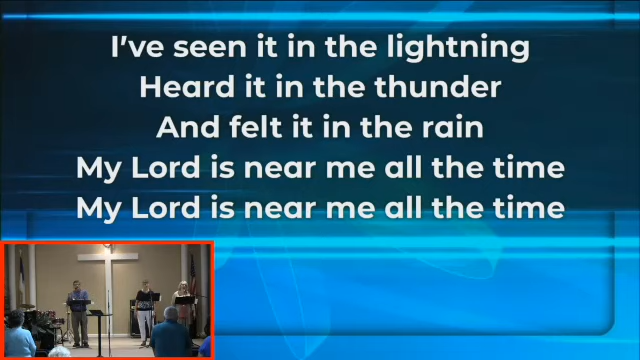 I've seen it in the lightning
Heard it in the thunder
And felt it in the rain
My Lord is near me all the time
My Lord is near me all the time